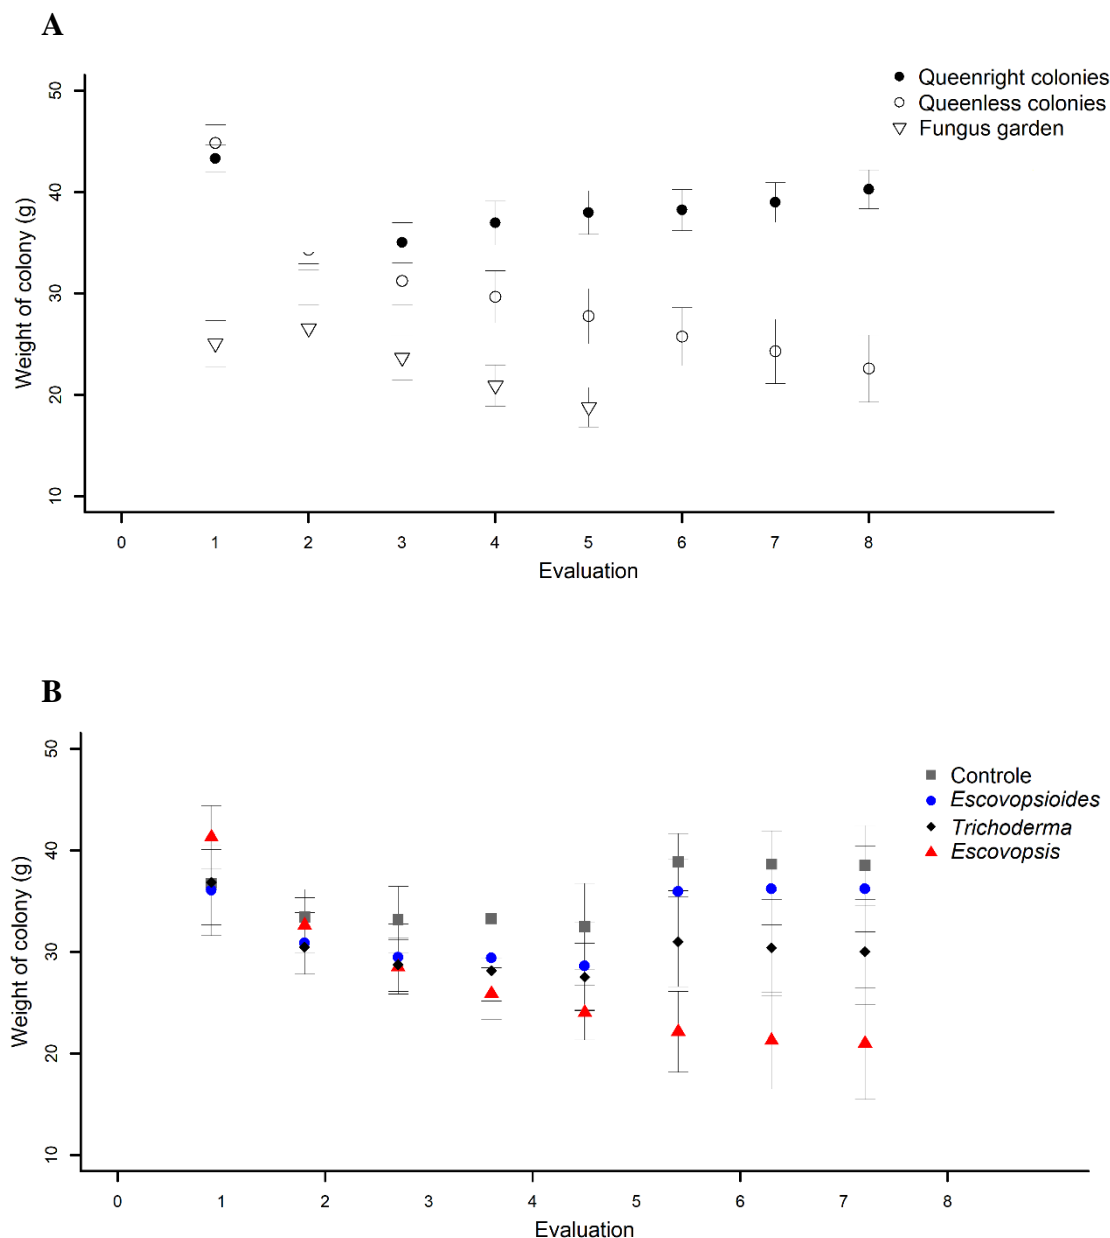 A
Queenright colonies
Queenless colonies
Fungus garden
Weight of colony (g)
50
40
30
20
10
0 1 2 3 4 5 6 7 8
Evaluation
B
Controle
Escovopsioides
Trichoderma
Escovopsis
Weight of colony (g)
50
40
30
20
10
0 1 2 3 4 5 6 7 8
Evaluation